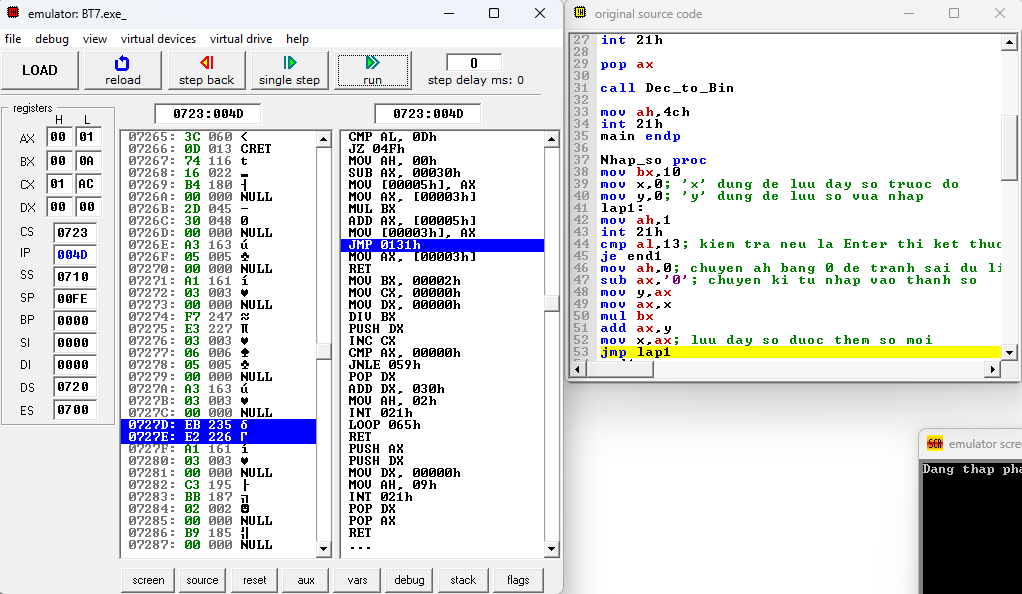 emulator: BT7.exe_
file debug view virtual devices virtual drive help
LOAD reload step back single step run 0 step delay ms: 0
registers
H L
AX 00 01
BX 00 0A
CX 01 AC
DX 00 00
CS 0723
IP 004D
SS 0710
SP 00FE
BP 0000
SI 0000
DI 0000
DS 0720
ES 0700
0723:004D
07265: 3C 060 <
07266: 0D 013 CRET
07267: 74 116 t
07268: 16 022 ▬
07269: B4 180 ┤
0726A: 00 000 NULL
0726B: 2D 045 -
0726C: 30 048 0
0726D: 00 000 NULL
0726E: A3 163 ú
0726F: 05 005 ♣
07270: 00 000 NULL
07271: A1 161 í
07272: 03 003 ♥
07273: 00 000 NULL
07274: F7 247 ≈
07275: E3 227 π
07276: 03 003 ♥
07277: 06 006 ♠
07278: 05 005 ♣
07279: 00 000 NULL
0727A: A3 163 ú
0727B: 03 003 ♥
0727C: 00 000 NULL
0727D: EB 235 δ
0727E: E2 226 Γ
0727F: A1 161 í
07280: 03 003 ♥
07281: 00 000 NULL
07282: C3 195 ├
07283: BB 187 ╗
07284: 02 002 ☻
07285: 00 000 NULL
07286: B9 185 ╣
07287: 00 000 NULL
0723:004D
CMP AL, 0Dh
JZ 04Fh
MOV AH, 00h
SUB AX, 00030h
MOV [00005h], AX
MOV AX, [00003h]
MUL BX
ADD AX, [00005h]
MOV [00003h], AX
JMP 0131h
MOV AX, [00003h]
RET
MOV BX, 00002h
MOV CX, 00000h
MOV DX, 00000h
DIV BX
PUSH DX
INC CX
CMP AX, 00000h
JNLE 059h
POP DX
ADD DX, 030h
MOV AH, 02h
INT 021h
LOOP 065h
RET
PUSH AX
PUSH DX
MOV DX, 00000h
MOV AH, 09h
INT 021h
POP DX
POP AX
RET
...
screen source reset aux vars debug stack flags
original source code
27 int 21h
28
29 pop ax
30
31 call Dec_to_Bin
32
33 mov ah,4ch
34 int 21h
35 main endp
36
37 Nhap_so proc
38 mov bx,10
39 mov x,0; 'x' dung de luu day so truoc do
40 mov y,0; 'y' dung de luu so vua nhap
41 lap1:
42 mov ah,1
43 int 21h
44 cmp al,13; kiem tra neu la Enter thi ket thuc
45 je end1
46 mov ah,0; chuyen ah bang 0 de tranh sai du li
47 sub ax,'0'; chuyen ki tu nhap vao thanh so
48 mov y,ax
49 mov ax,x
50 mul bx
51 add ax,y
52 mov x,ax; luu day so duoc them so moi
53 jmp lap1
emulator scree
Dang thap pha